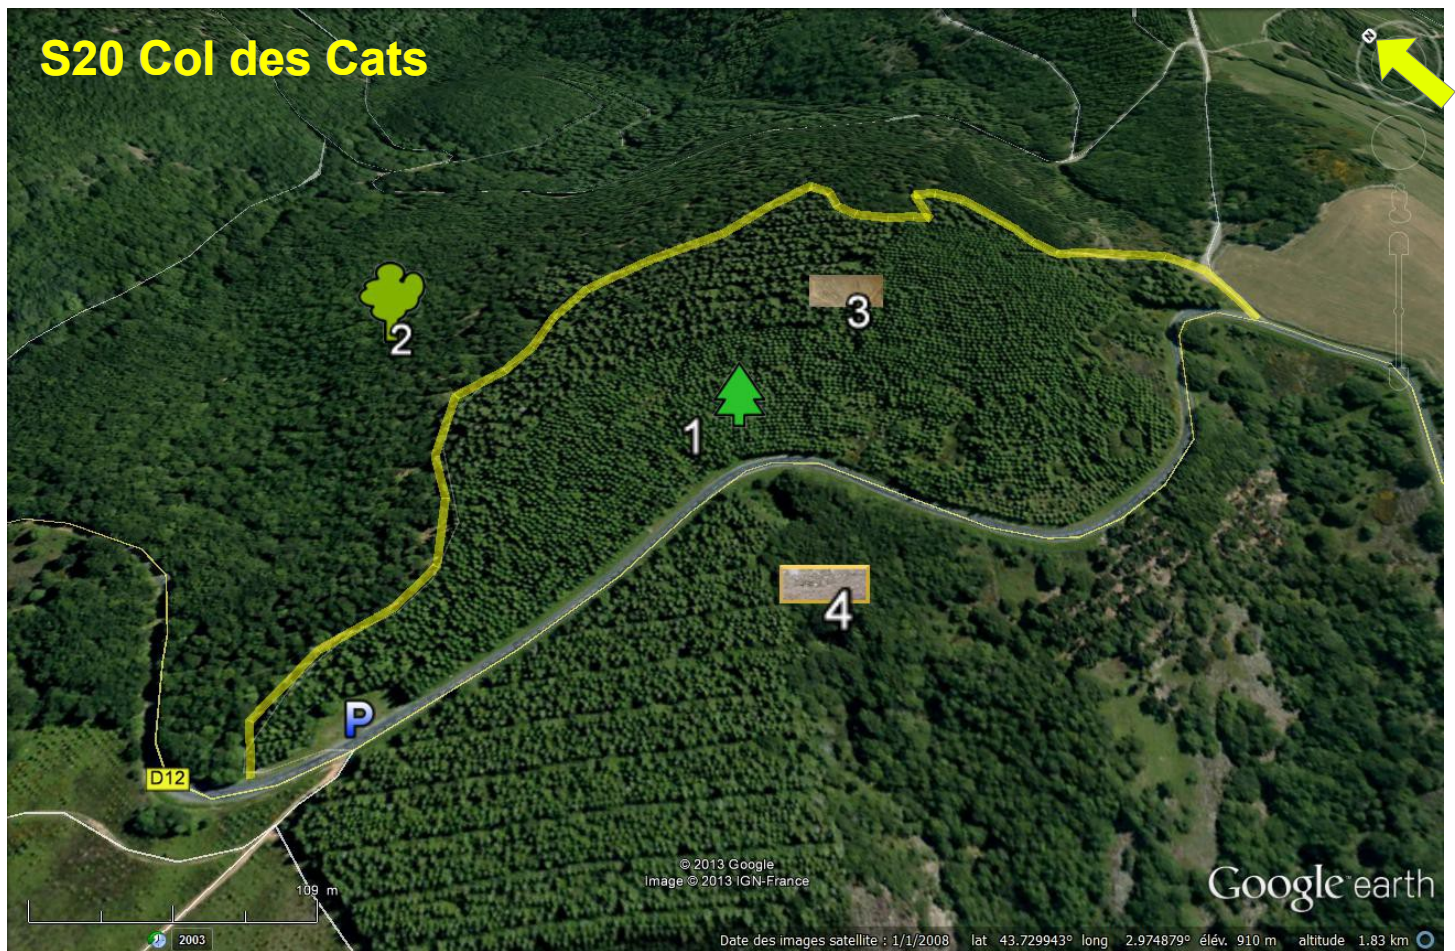 S20 Col des Cats
N
2
3
1
4
P
D12
© 2013 Google
Image © 2013 IGN-France
Google earth
109 m
2003
Date des images satellite : 1/1/2008 lat 43.729943° long 2.974879° élév. 910 m altitude 1.83 km